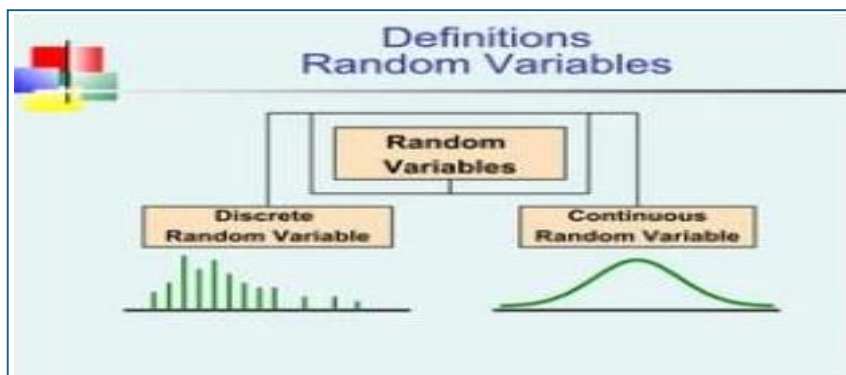 Definitions
Random Variables
Random
Variables
Discrete
Random Variable
Continuous
Random Variable